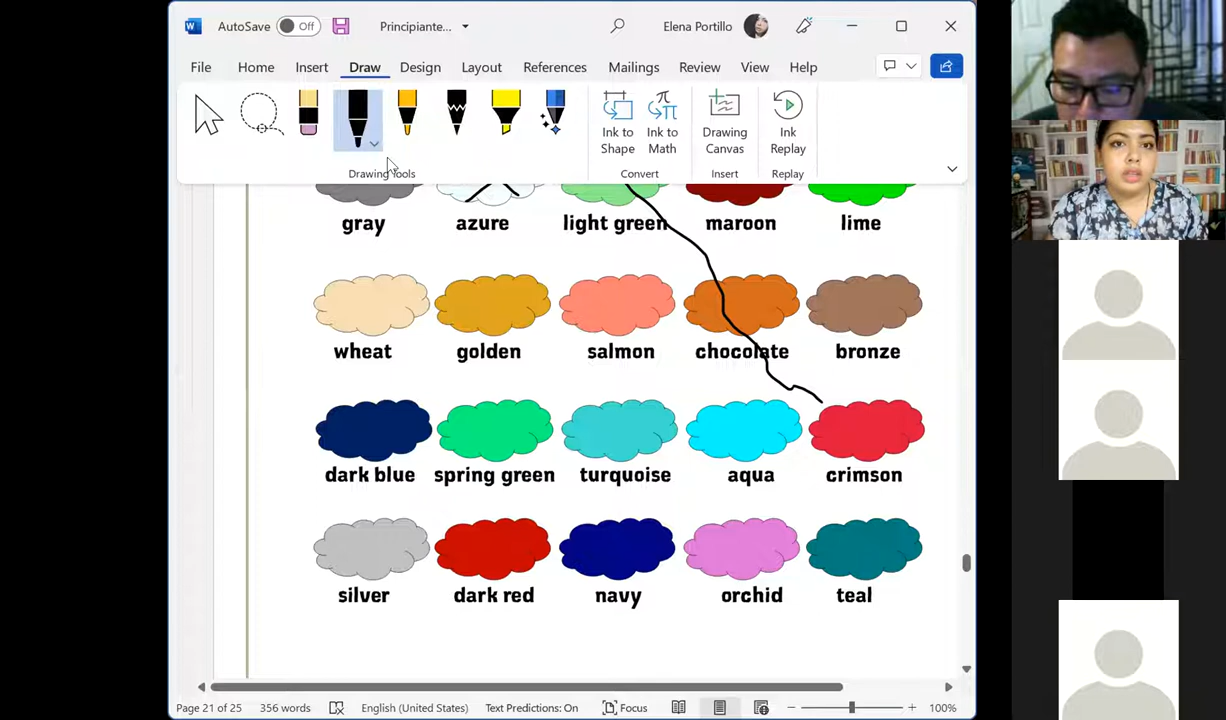 AutoSave Off Principiante... Elena Portillo
File Home Insert Draw Design Layout References Mailings Review View Help
Ink to Shape
Ink to Math
Drawing Canvas
Ink Replay
Drawing Tools Convert Insert Replay
gray azure light green maroon lime
wheat golden salmon chocolate bronze
dark blue spring green turquoise aqua crimson
silver dark red navy orchid teal
Page 21 of 25 356 words English (United States) Text Predictions: On Focus 100%